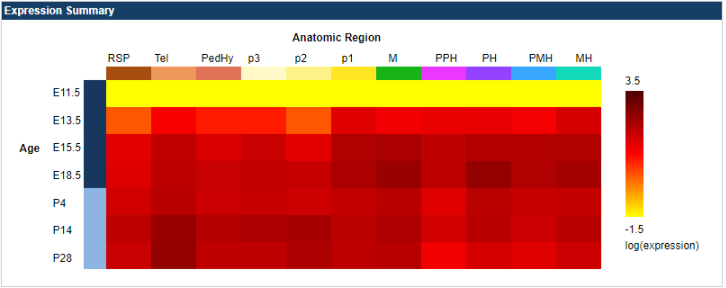 Expression Summary
Anatomic Region
RSP Tel PedHy p3 p2 p1 M PPH PH PMH MH
3.5
E11.5
E13.5
Age E15.5
E18.5
P4
P14
-1.5
log(expression)
P28